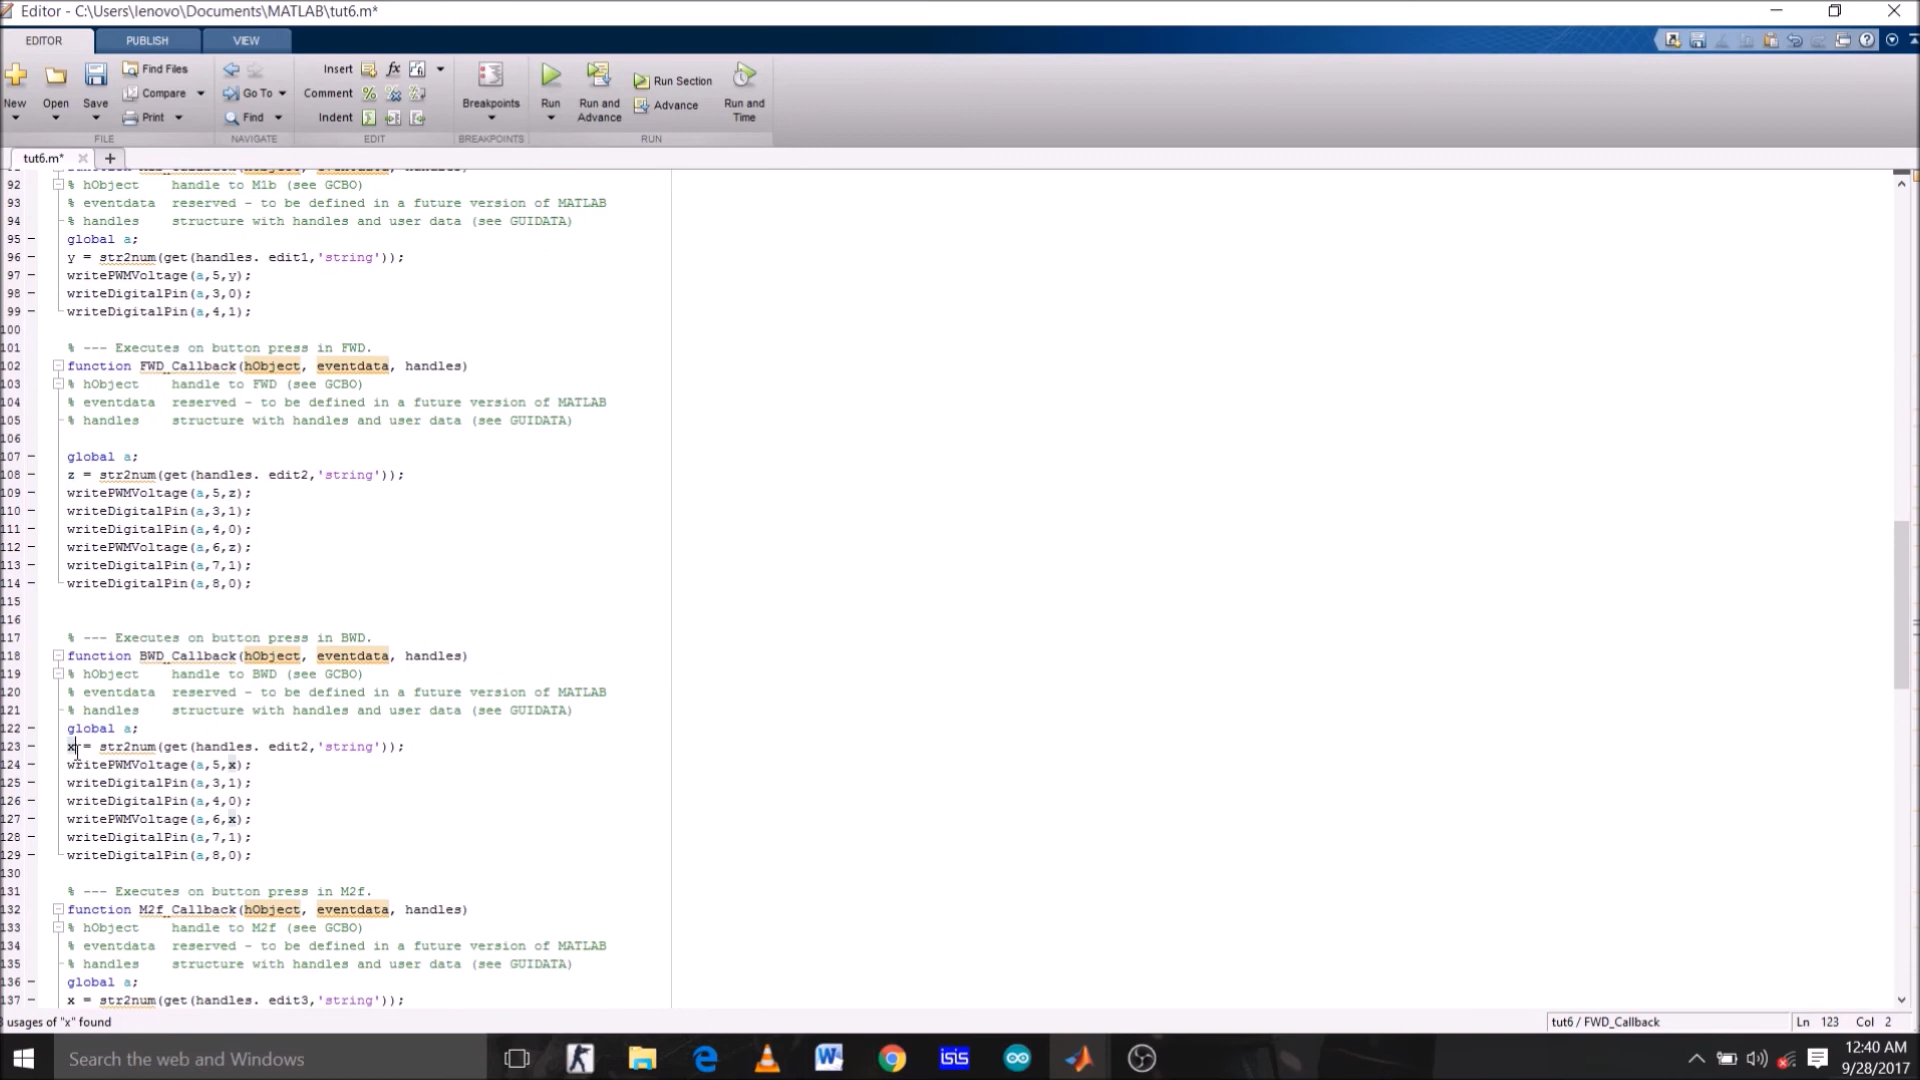 Editor - C:\Users\lenovo\Documents\MATLAB\tut6.m*
EDITOR PUBLISH VIEW
New Open Save Find Files Compare Print
Go To Find
Insert fx
Comment
Indent
Breakpoints Run Run and Advance Run Section Advance Run and Time
FILE NAVIGATE EDIT BREAKPOINTS RUN
tut6.m*
92 % hObject    handle to M1b (see GCBO)
93 % eventdata  reserved - to be defined in a future version of MATLAB
94 % handles    structure with handles and user data (see GUIDATA)
95 – global a;
96 – y = str2num(get(handles. edit1,'string'));
97 – writePWMVoltage(a,5,y);
98 – writeDigitalPin(a,3,0);
99 – writeDigitalPin(a,4,1);
100
101 % --- Executes on button press in FWD.
102 function FWD_Callback(hObject, eventdata, handles)
103 % hObject    handle to FWD (see GCBO)
104 % eventdata  reserved - to be defined in a future version of MATLAB
105 % handles    structure with handles and user data (see GUIDATA)
106
107 – global a;
108 – z = str2num(get(handles. edit2,'string'));
109 – writePWMVoltage(a,5,z);
110 – writeDigitalPin(a,3,1);
111 – writeDigitalPin(a,4,0);
112 – writePWMVoltage(a,6,z);
113 – writeDigitalPin(a,7,1);
114 – writeDigitalPin(a,8,0);
115
116
117 % --- Executes on button press in BWD.
118 function BWD_Callback(hObject, eventdata, handles)
119 % hObject    handle to BWD (see GCBO)
120 % eventdata  reserved - to be defined in a future version of MATLAB
121 % handles    structure with handles and user data (see GUIDATA)
122 – global a;
123 – x = str2num(get(handles. edit2,'string'));
124 – writePWMVoltage(a,5,x);
125 – writeDigitalPin(a,3,1);
126 – writeDigitalPin(a,4,0);
127 – writePWMVoltage(a,6,x);
128 – writeDigitalPin(a,7,1);
129 – writeDigitalPin(a,8,0);
130
131 % --- Executes on button press in M2f.
132 function M2f_Callback(hObject, eventdata, handles)
133 % hObject    handle to M2f (see GCBO)
134 % eventdata  reserved - to be defined in a future version of MATLAB
135 % handles    structure with handles and user data (see GUIDATA)
136 – global a;
137 – x = str2num(get(handles. edit3,'string'));
usages of "x" found
tut6 / FWD_Callback Ln 123 Col 2
Search the web and Windows
isis
12:40 AM
9/28/2017